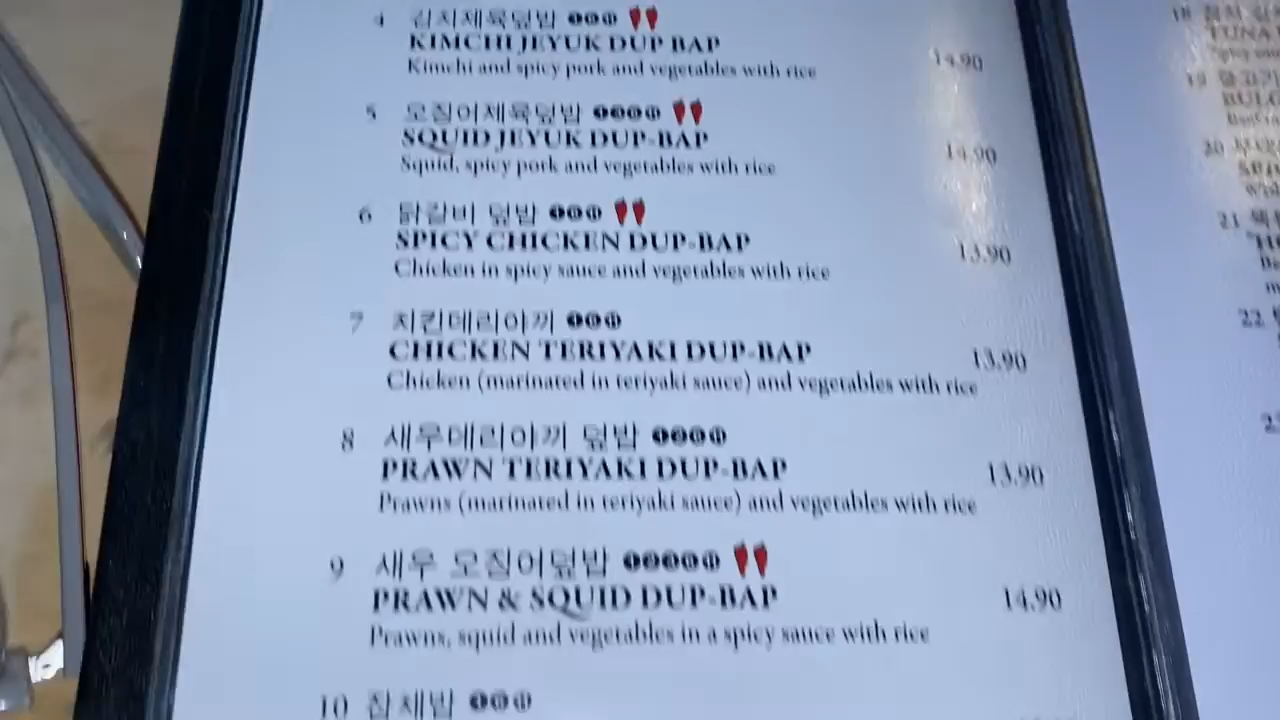 4 김치제육덮밥
KIMCHI JEYUK DUP BAP
Kimchi and spicy pork and vegetables with rice 14.90
5 오징어제육덮밥
SQUID JEYUK DUP-BAP
Squid, spicy pork and vegetables with rice 14.90
6 닭갈비 덮밥
SPICY CHICKEN DUP-BAP
Chicken in spicy sauce and vegetables with rice 13.90
7 치킨데리야끼
CHICKEN TERIYAKI DUP-BAP 13.90
Chicken (marinated in teriyaki sauce) and vegetables with rice
8 새우데리야끼 덮밥
PRAWN TERIYAKI DUP-BAP 13.90
Prawns (marinated in teriyaki sauce) and vegetables with rice
9 새우 오징어덮밥
PRAWN & SQUID DUP-BAP 14.90
Prawns, squid and vegetables in a spicy sauce with rice
10 잡채밥
18
TUNA
19
20
21
22